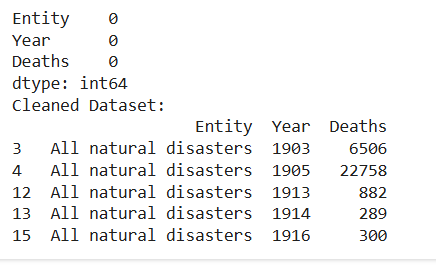 Entity    0
Year      0
Deaths    0
dtype: int64
Cleaned Dataset:
                   Entity  Year  Deaths
3   All natural disasters  1903    6506
4   All natural disasters  1905   22758
12  All natural disasters  1913     882
13  All natural disasters  1914     289
15  All natural disasters  1916     300